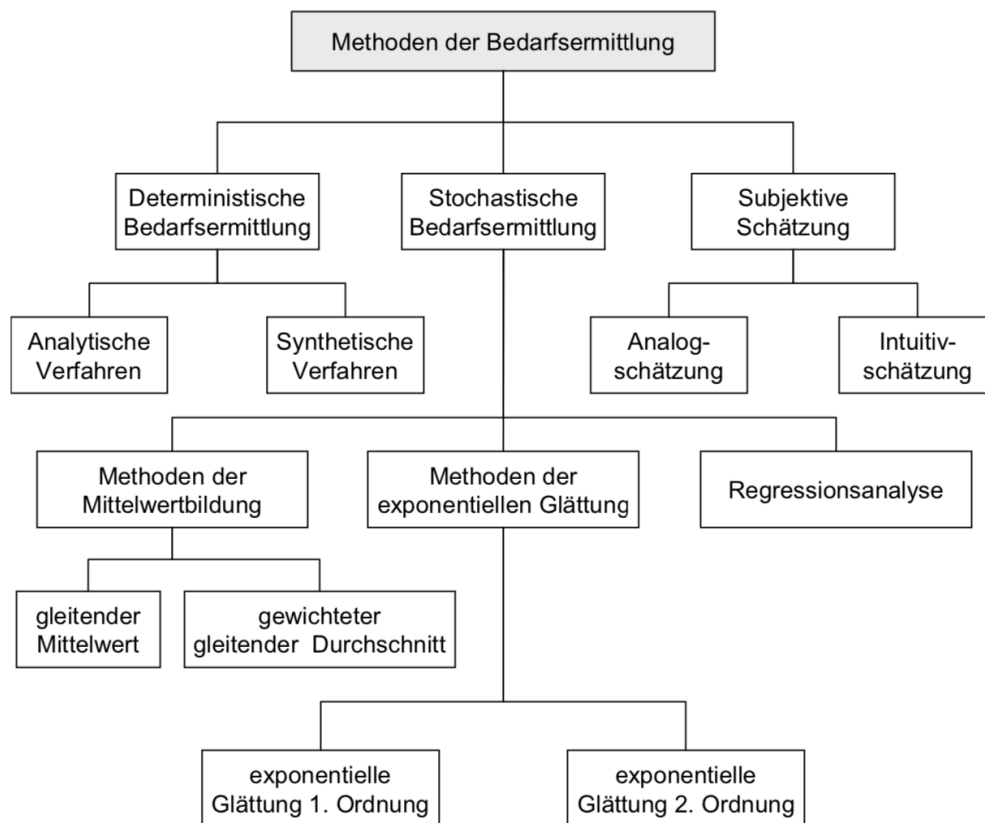 Methoden der Bedarfsermittlung
Deterministische
Bedarfsermittlung
Stochastische
Bedarfsermittlung
Subjektive
Schätzung
Analytische
Verfahren
Synthetische
Verfahren
Analog-
schätzung
Intuitiv-
schätzung
Methoden der
Mittelwertbildung
Methoden der
exponentiellen Glättung
Regressionsanalyse
gleitender
Mittelwert
gewichteter
gleitender Durchschnitt
exponentielle
Glättung 1. Ordnung
exponentielle
Glättung 2. Ordnung